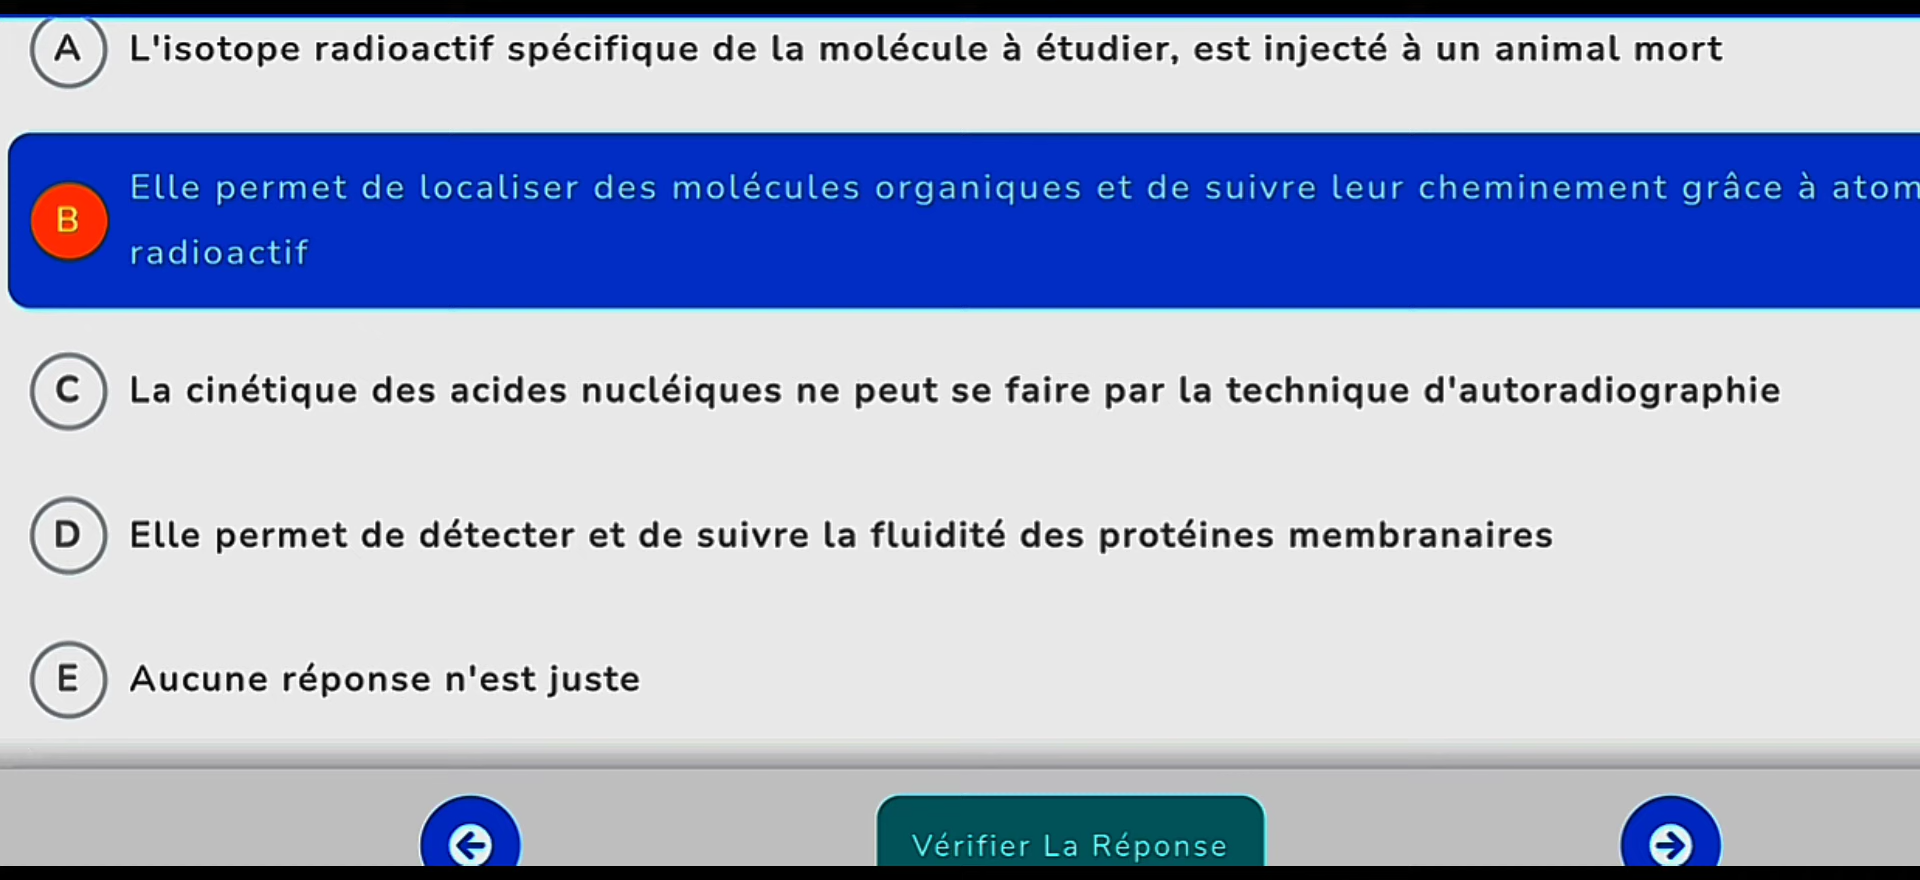 A L'isotope radioactif spécifique de la molécule à étudier, est injecté à un animal mort
B Elle permet de localiser des molécules organiques et de suivre leur cheminement grâce à atom
radioactif
C La cinétique des acides nucléiques ne peut se faire par la technique d'autoradiographie
D Elle permet de détecter et de suivre la fluidité des protéines membranaires
E Aucune réponse n'est juste
Vérifier La Réponse